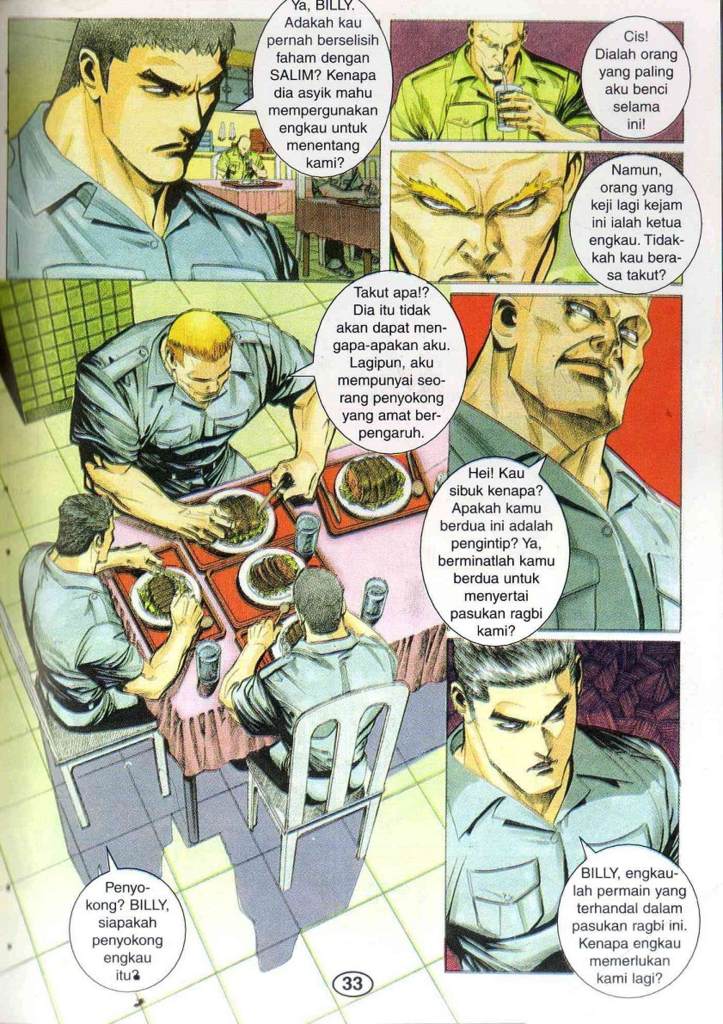 Ya, BILLY.
Adakah kau
pernah berselisih
faham dengan
SALIM? Kenapa
dia asyik mahu
mempergunakan
engkau untuk
menentang
kami?
Cis!
Dialah orang
yang paling
aku benci
selama
ini!
Namun,
orang yang
keji lagi kejam
ini ialah ketua
engkau. Tidak-
kah kau bera-
sa takut?
Takut apa!?
Dia itu tidak
akan dapat men-
gapa-apakan aku.
Lagipun, aku
mempunyai seo-
rang penyokong
yang amat ber-
pengaruh.
Hei! Kau
sibuk kenapa?
Apakah kamu
berdua ini adalah
pengintip? Ya,
berminatlah kamu
berdua untuk
menyertai
pasukan ragbi
kami?
Penyo-
kong? BILLY,
siapakah
penyokong
engkau
itu?
BILLY, engkau-
lah permain yang
terhandal dalam
pasukan ragbi ini.
Kenapa engkau
memerlukan
kami lagi?
33